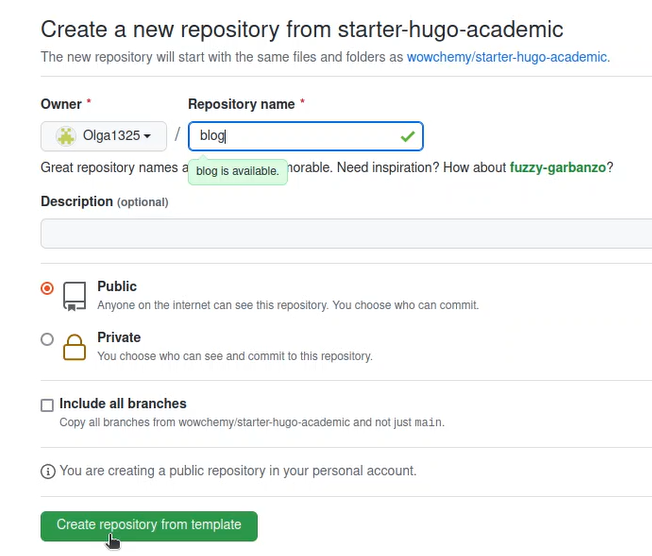 Create a new repository from starter-hugo-academic
The new repository will start with the same files and folders as wowchemy/starter-hugo-academic.
Owner * Repository name *
Olga1325 / blog
Great repository names a morable. Need inspiration? How about fuzzy-garbanzo?
blog is available.
Description (optional)
Public
Anyone on the internet can see this repository. You choose who can commit.
Private
You choose who can see and commit to this repository.
Include all branches
Copy all branches from wowchemy/starter-hugo-academic and not just main.
You are creating a public repository in your personal account.
Create repository from template